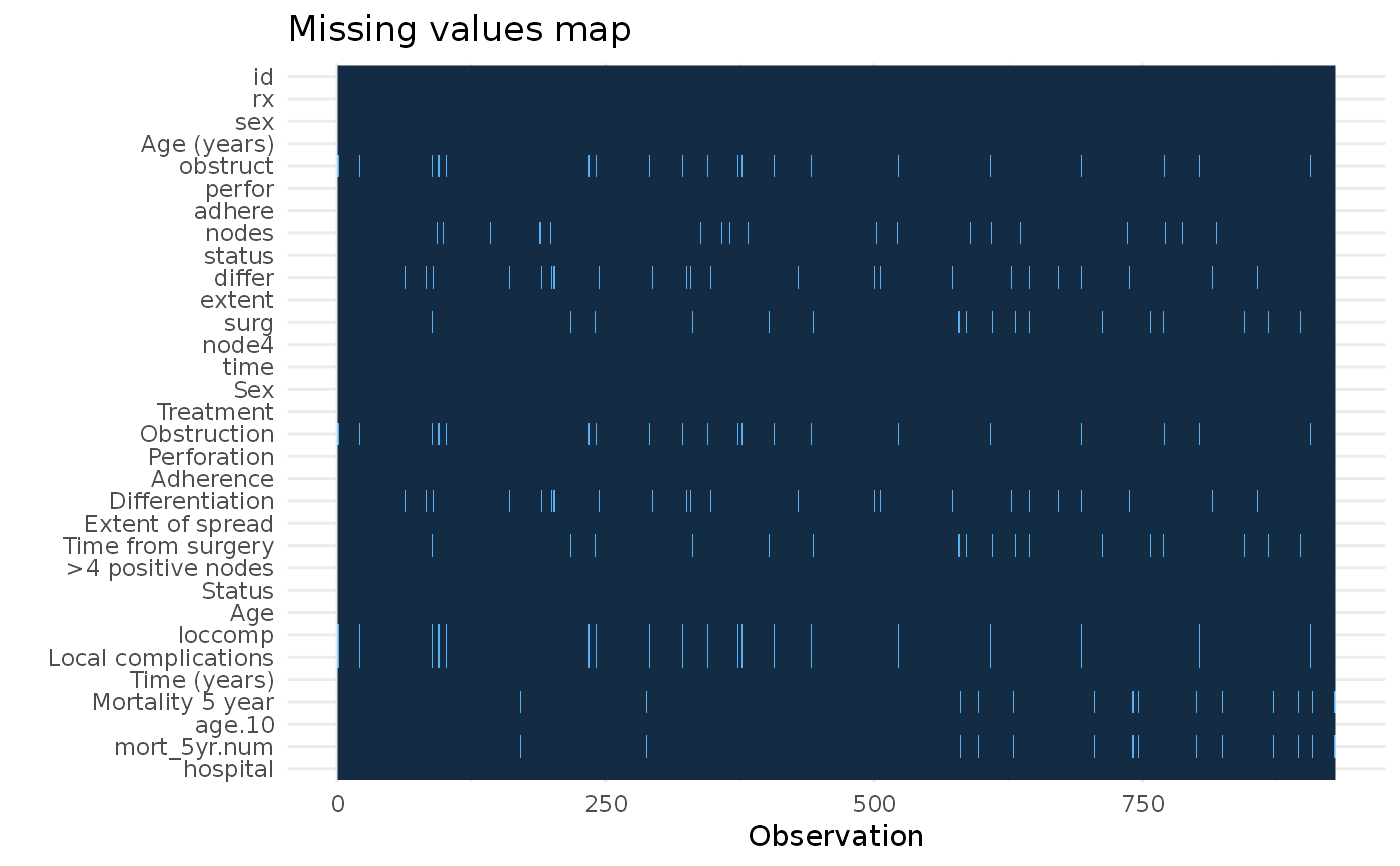 Missing values map
id
rx
sex
Age (years)
obstruct
perfor
adhere
nodes
status
differ
extent
surg
node4
time
Sex
Treatment
Obstruction
Perforation
Adherence
Differentiation
Extent of spread
Time from surgery
>4 positive nodes
Status
Age
loccomp
Local complications
Time (years)
Mortality 5 year
age.10
mort_5yr.num
hospital
0 250 500 750
Observation